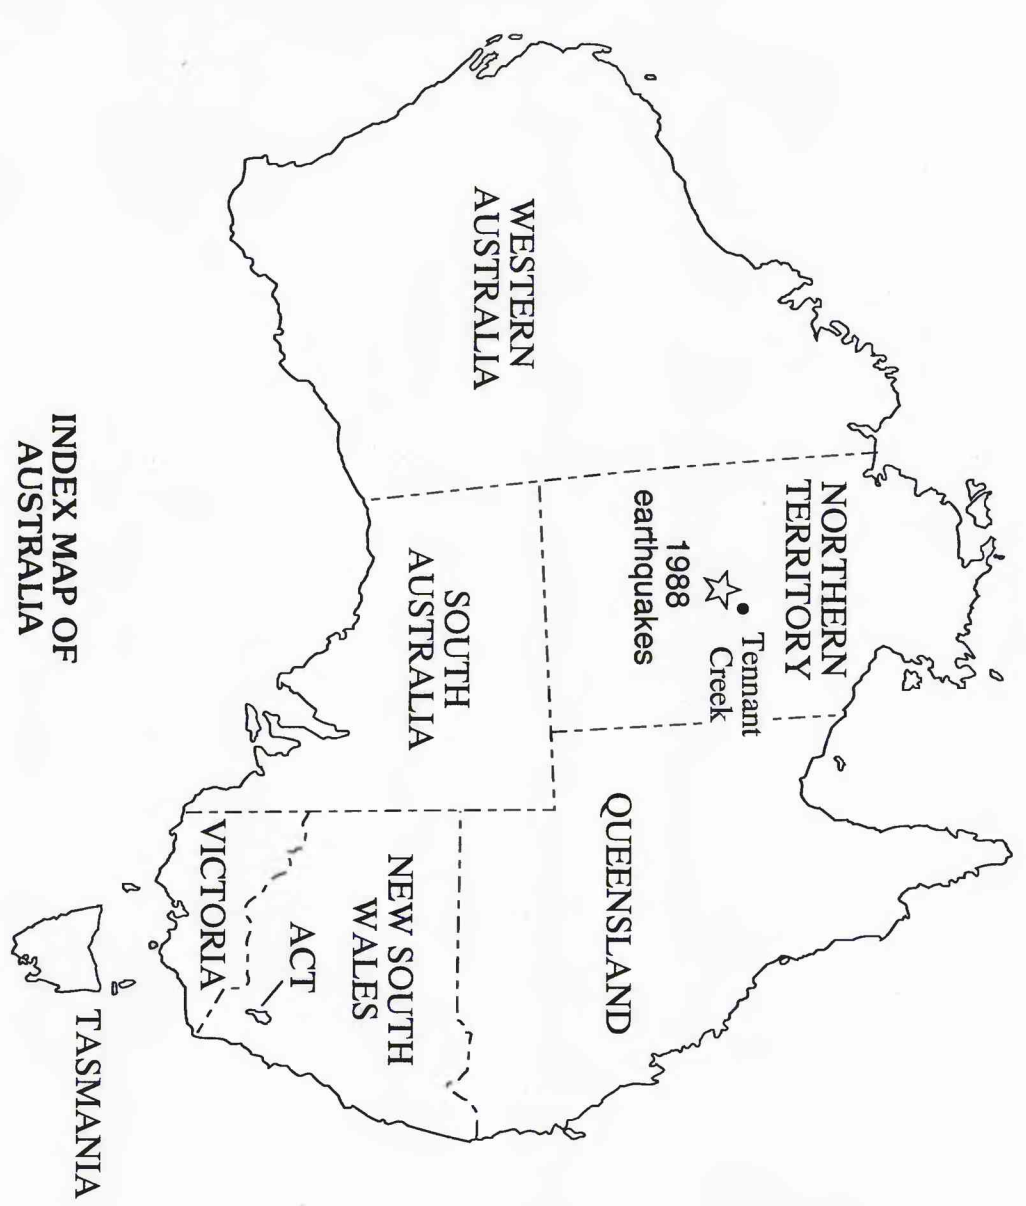 NORTHERN
TERRITORY
Tennant
Creek
1988
earthquakes
WESTERN
AUSTRALIA
QUEENSLAND
SOUTH
AUSTRALIA
NEW SOUTH
WALES
ACT
VICTORIA
TASMANIA
INDEX MAP OF
AUSTRALIA